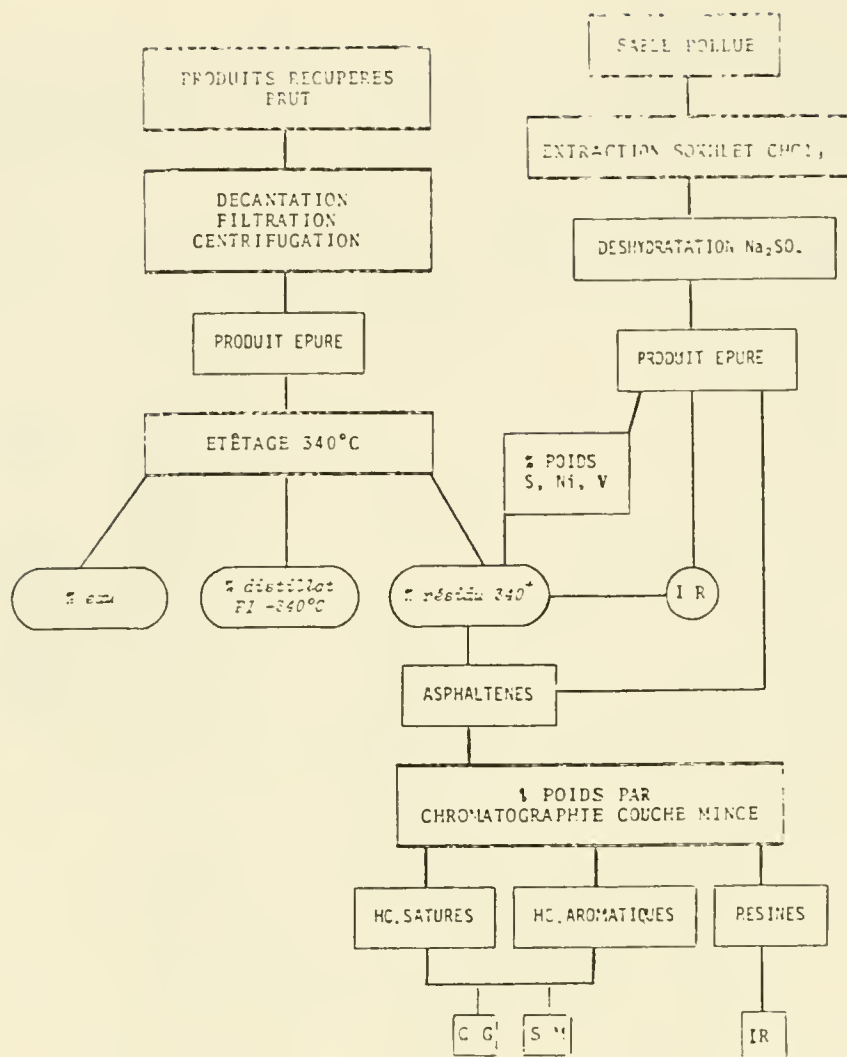 PRODUITS RECUPERES
BRUT
DECANTATION
FILTRATION
CENTRIFUGATION
PRODUIT EPURE
ETÊTAGE 340°C
% eau
% distillat
PI -340°C
% résidu 340⁺
SABLE POLLUE
EXTRACTION SOXHLET CHCl₃
DESHYDRATATION Na₂SO₄
PRODUIT EPURE
% POIDS
S, Ni, V
I R
ASPHALTENES
% POIDS PAR
CHROMATOGRAPHIE COUCHE MINCE
HC.SATURES
HC.AROMATIQUES
RESINES
C G
S M
IR